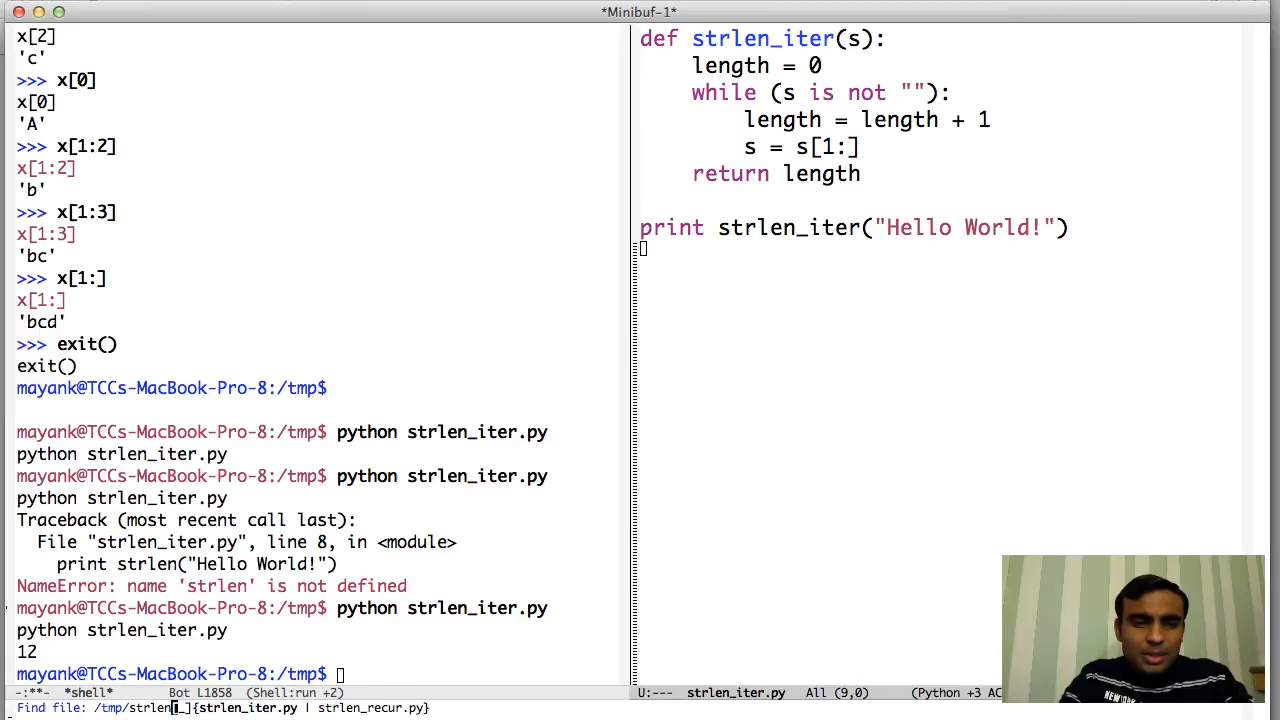 *Minibuf-1*
x[2]
'c'
>>> x[0]
x[0]
'A'
>>> x[1:2]
x[1:2]
'b'
>>> x[1:3]
x[1:3]
'bc'
>>> x[1:]
x[1:]
'bcd'
>>> exit()
exit()
mayank@TCCs-MacBook-Pro-8:/tmp$
mayank@TCCs-MacBook-Pro-8:/tmp$ python strlen_iter.py
python strlen_iter.py
mayank@TCCs-MacBook-Pro-8:/tmp$ python strlen_iter.py
python strlen_iter.py
Traceback (most recent call last):
File "strlen_iter.py", line 8, in <module>
print strlen("Hello World!")
NameError: name 'strlen' is not defined
mayank@TCCs-MacBook-Pro-8:/tmp$ python strlen_iter.py
python strlen_iter.py
12
mayank@TCCs-MacBook-Pro-8:/tmp$
-:**- *shell* Bot L1858 (Shell:run +2)
def strlen_iter(s):
length = 0
while (s is not ""):
length = length + 1
s = s[1:]
return length
print strlen_iter("Hello World!")
NEW YORK
U:--- strlen_iter.py All (9,0) (Python +3 AC
Find file: /tmp/strlen[_]{strlen_iter.py | strlen_recur.py}